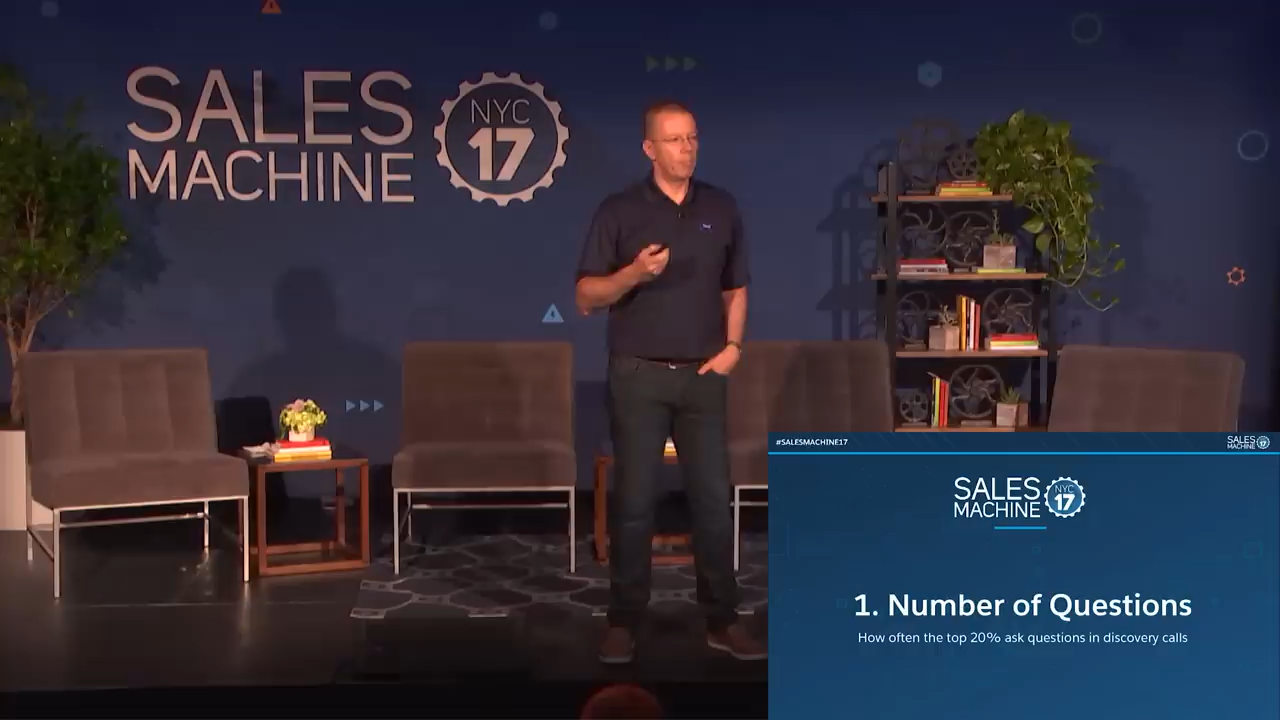 SALES
MACHINE
NYC
17
#SALESMACHINE17
SALES
MACHINE
17
SALES
MACHINE
NYC
17
1. Number of Questions
How often the top 20% ask questions in discovery calls